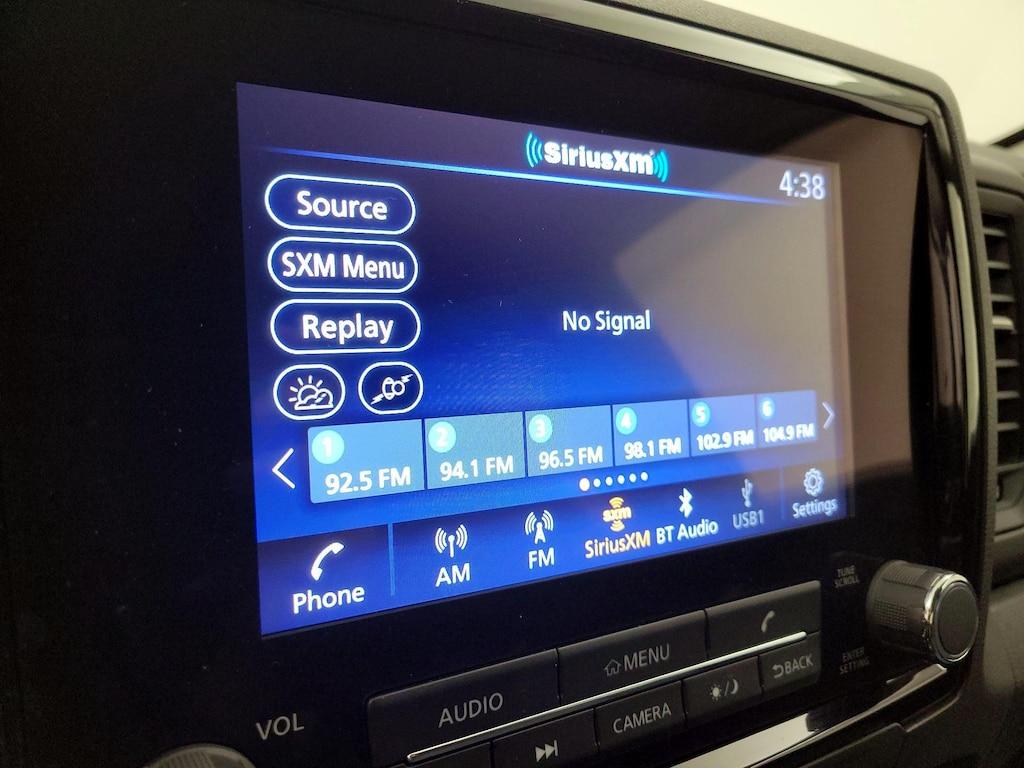 SiriusXm
4:38
Source
SXM Menu
Replay
No Signal
1
92.5 FM
2
94.1 FM
3
96.5 FM
4
98.1 FM
5
102.9 FM
6
104.9 FM
Phone
AM
FM
sxm
SiriusXM
BT Audio
USB1
Settings
TUNE
SCROLL
ENTER
SETTING
VOL
AUDIO
MENU
CAMERA
BACK